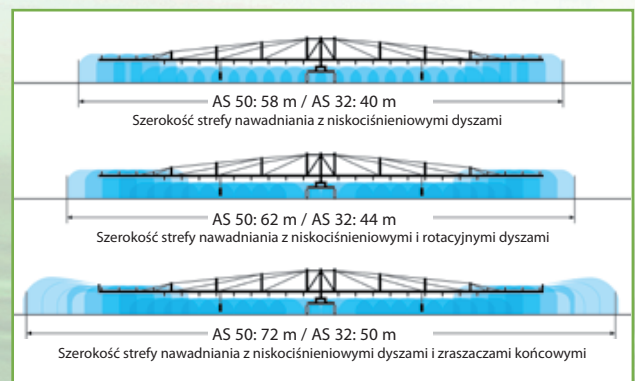 AS 50: 58 m / AS 32: 40 m
Szerokość strefy nawadniania z niskociśnieniowymi dyszami
AS 50: 62 m / AS 32: 44 m
Szerokość strefy nawadniania z niskociśnieniowymi i rotacyjnymi dyszami
AS 50: 72 m / AS 32: 50 m
Szerokość strefy nawadniania z niskociśnieniowymi dyszami i zraszaczami końcowymi